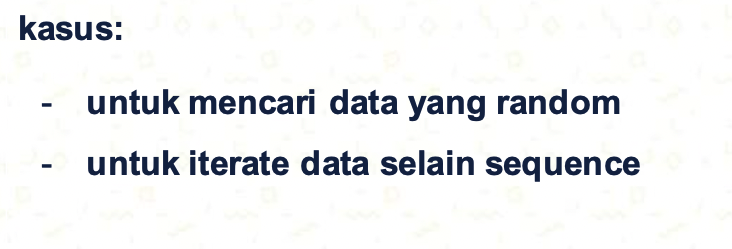 kasus:
- untuk mencari data yang random
- untuk iterate data selain sequence